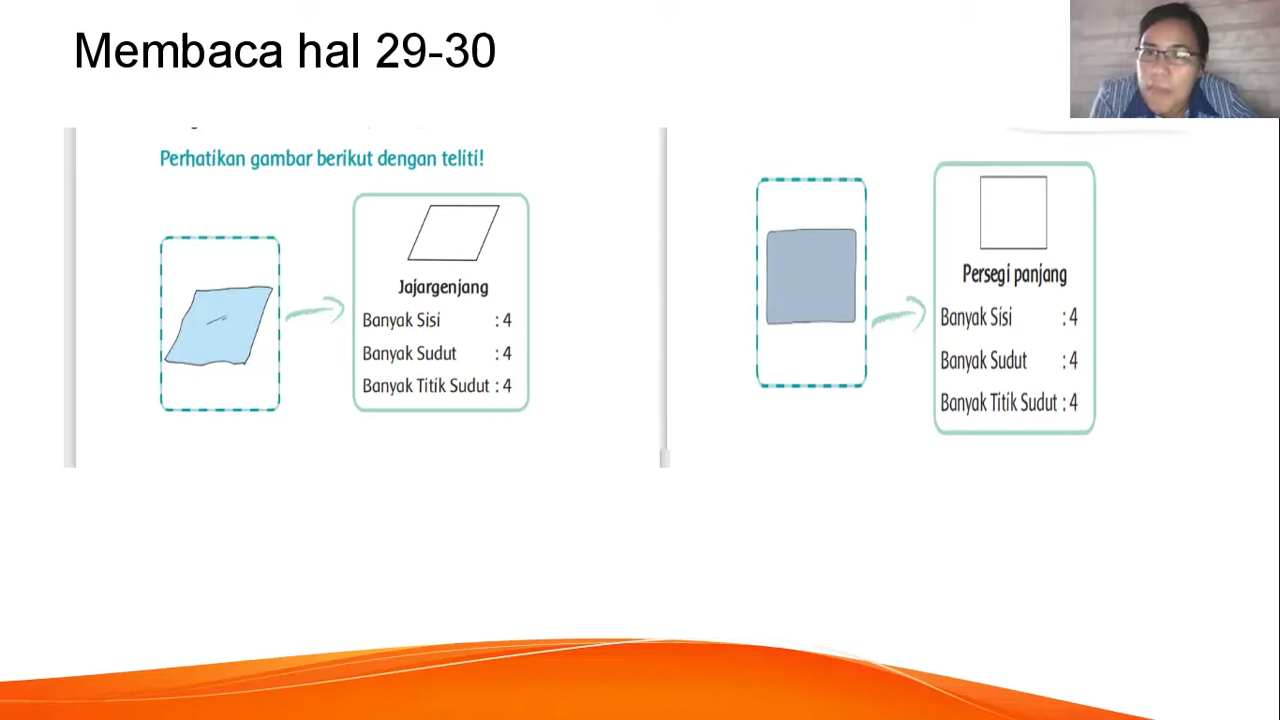 Membaca hal 29-30
Perhatikan gambar berikut dengan teliti!
Jajargenjang
Banyak Sisi : 4
Banyak Sudut : 4
Banyak Titik Sudut : 4
Persegi panjang
Banyak Sisi : 4
Banyak Sudut : 4
Banyak Titik Sudut : 4